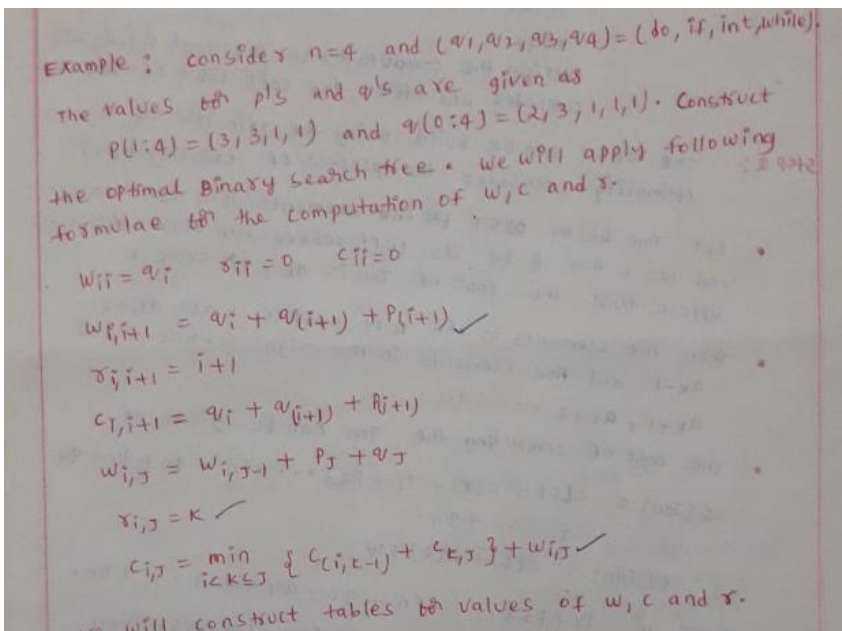 Example : consider n=4 and (q1,q2,q3,q4) = (do, if, int, while).
The values for p's and q's are given as
P(1:4) = (3,3,1,1) and q(0:4) = (2,3,1,1,1). Construct
the optimal Binary search tree. we will apply following
formulae for the computation of w,c and r.
Wii = qi rii = 0 cii = 0
Wi,i+1 = qi + q(i+1) + P(i+1)
ri,i+1 = i+1
Ci,i+1 = qi + q(i+1) + P(i+1)
Wi,J = Wi,J-1 + PJ + qJ
ri,J = K
Ci,J = min i<K≤J { C(i,k-1) + Ck,J } + Wi,J
will construct tables for values of w,c and r.